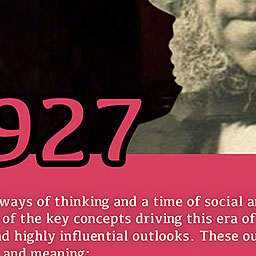 927
ways of thinking and a time of social a
of the key concepts driving this era of
d highly influential outlooks. These ou
and meaning: